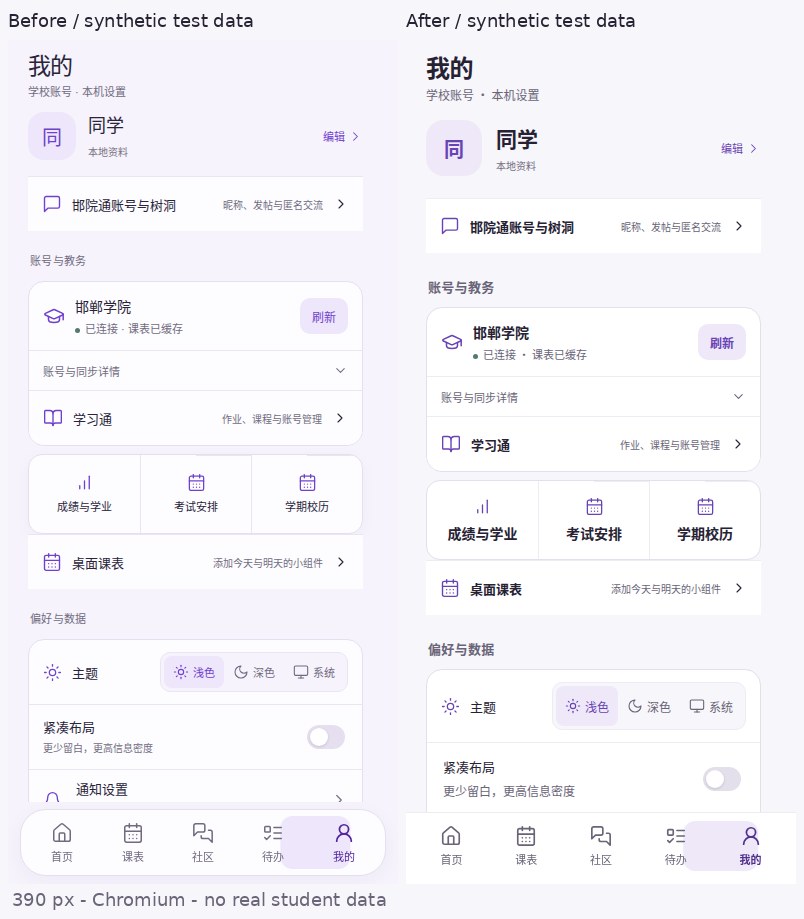 Before / synthetic test data
我的
学校账号 · 本机设置
同
同学
本地资料
编辑
邯院通账号与树洞
昵称、发帖与匿名交流
账号与教务
邯郸学院
已连接 · 课表已缓存
刷新
账号与同步详情
学习通
作业、课程与账号管理
成绩与学业
考试安排
学期校历
桌面课表
添加今天与明天的小组件
偏好与数据
主题
浅色
深色
系统
紧凑布局
更少留白，更高信息密度
通知设置
首页
课表
社区
待办
我的
After / synthetic test data
我的
学校账号 · 本机设置
同
同学
本地资料
编辑
邯院通账号与树洞
昵称、发帖与匿名交流
账号与教务
邯郸学院
已连接 · 课表已缓存
刷新
账号与同步详情
学习通
作业、课程与账号管理
成绩与学业
考试安排
学期校历
桌面课表
添加今天与明天的小组件
偏好与数据
主题
浅色
深色
系统
紧凑布局
更少留白，更高信息密度
首页
课表
社区
待办
我的
390 px - Chromium - no real student data